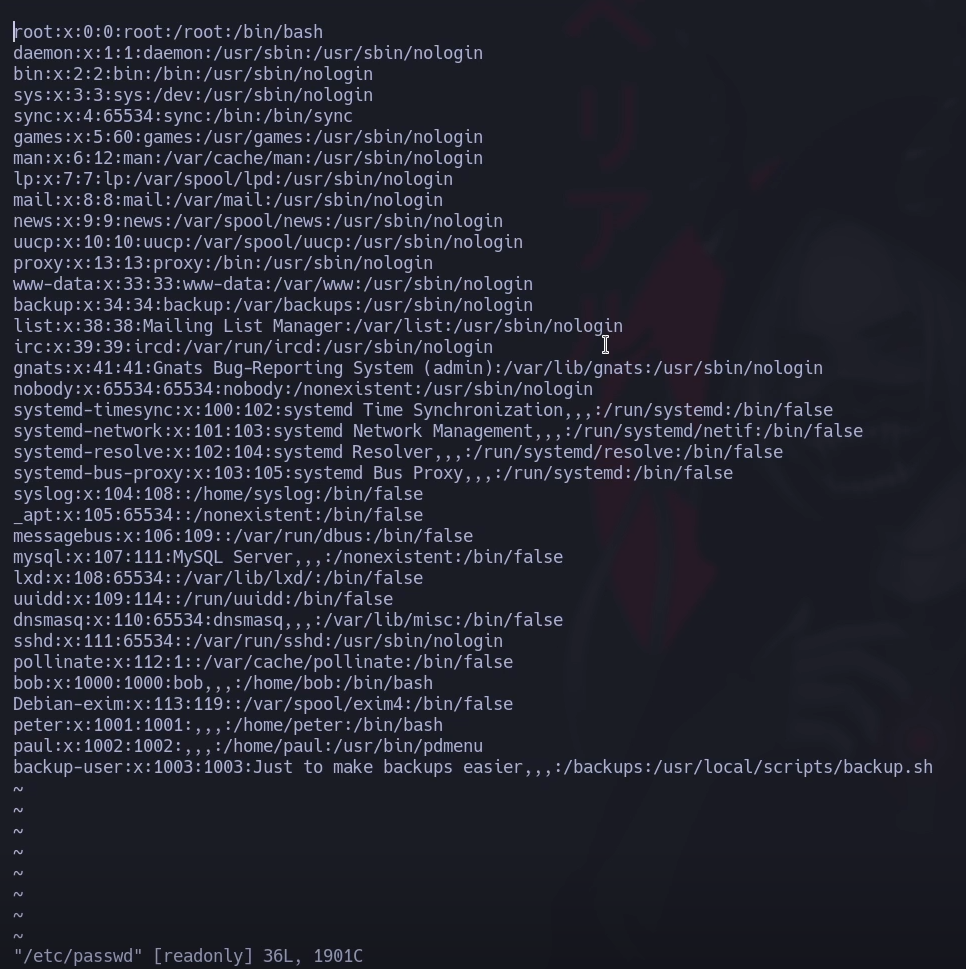 root:x:0:0:root:/root:/bin/bash
daemon:x:1:1:daemon:/usr/sbin:/usr/sbin/nologin
bin:x:2:2:bin:/bin:/usr/sbin/nologin
sys:x:3:3:sys:/dev:/usr/sbin/nologin
sync:x:4:65534:sync:/bin:/bin/sync
games:x:5:60:games:/usr/games:/usr/sbin/nologin
man:x:6:12:man:/var/cache/man:/usr/sbin/nologin
lp:x:7:7:lp:/var/spool/lpd:/usr/sbin/nologin
mail:x:8:8:mail:/var/mail:/usr/sbin/nologin
news:x:9:9:news:/var/spool/news:/usr/sbin/nologin
uucp:x:10:10:uucp:/var/spool/uucp:/usr/sbin/nologin
proxy:x:13:13:proxy:/bin:/usr/sbin/nologin
www-data:x:33:33:www-data:/var/www:/usr/sbin/nologin
backup:x:34:34:backup:/var/backups:/usr/sbin/nologin
list:x:38:38:Mailing List Manager:/var/list:/usr/sbin/nologin
irc:x:39:39:ircd:/var/run/ircd:/usr/sbin/nologin
gnats:x:41:41:Gnats Bug-Reporting System (admin):/var/lib/gnats:/usr/sbin/nologin
nobody:x:65534:65534:nobody:/nonexistent:/usr/sbin/nologin
systemd-timesync:x:100:102:systemd Time Synchronization,,,:/run/systemd:/bin/false
systemd-network:x:101:103:systemd Network Management,,,:/run/systemd/netif:/bin/false
systemd-resolve:x:102:104:systemd Resolver,,,:/run/systemd/resolve:/bin/false
systemd-bus-proxy:x:103:105:systemd Bus Proxy,,,:/run/systemd:/bin/false
syslog:x:104:108::/home/syslog:/bin/false
_apt:x:105:65534::/nonexistent:/bin/false
messagebus:x:106:109::/var/run/dbus:/bin/false
mysql:x:107:111:MySQL Server,,,:/nonexistent:/bin/false
lxd:x:108:65534::/var/lib/lxd/:/bin/false
uuidd:x:109:114::/run/uuidd:/bin/false
dnsmasq:x:110:65534:dnsmasq,,,:/var/lib/misc:/bin/false
sshd:x:111:65534::/var/run/sshd:/usr/sbin/nologin
pollinate:x:112:1::/var/cache/pollinate:/bin/false
bob:x:1000:1000:bob,,,:/home/bob:/bin/bash
Debian-exim:x:113:119::/var/spool/exim4:/bin/false
peter:x:1001:1001:,,,:/home/peter:/bin/bash
paul:x:1002:1002:,,,:/home/paul:/usr/bin/pdmenu
backup-user:x:1003:1003:Just to make backups easier,,,:/backups:/usr/local/scripts/backup.sh
~
~
~
~
~
~
~
~
"/etc/passwd" [readonly] 36L, 1901C